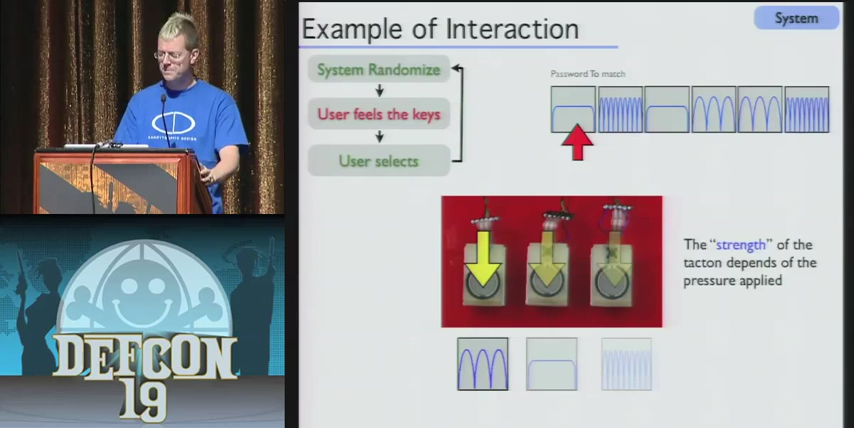 Example of Interaction
System
System Randomize
User feels the keys
User selects
Password To match
The “strength” of the
tacton depends of the
pressure applied
DEFCON
19